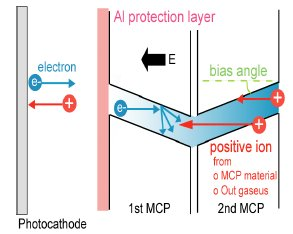 Al protection layer
electron
e-
+
E
bias angle
e-
+
+
positive ion
from
o MCP material
o Out gaseus
1st MCP
2nd MCP
Photocathode